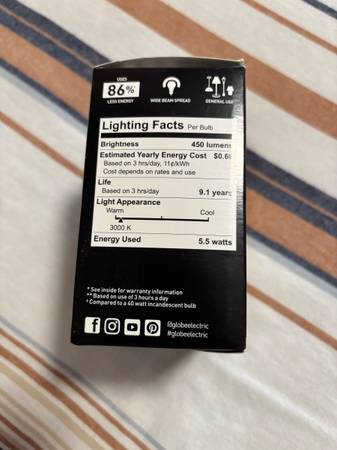 USES
86%
LESS ENERGY
WIDE BEAM SPREAD
GENERAL USE
Lighting Facts Per Bulb
Brightness 450 lumens
Estimated Yearly Energy Cost $0.6
Based on 3 hrs/day, 11¢/kWh
Cost depends on rates and use
Life
Based on 3 hrs/day 9.1 years
Light Appearance
Warm Cool
3000 K
Energy Used 5.5 watts
* See inside for warranty information
** Based on use of 3 hours a day
† Compared to a 40 watt incandescent bulb
@globeelectric
#globeelectric